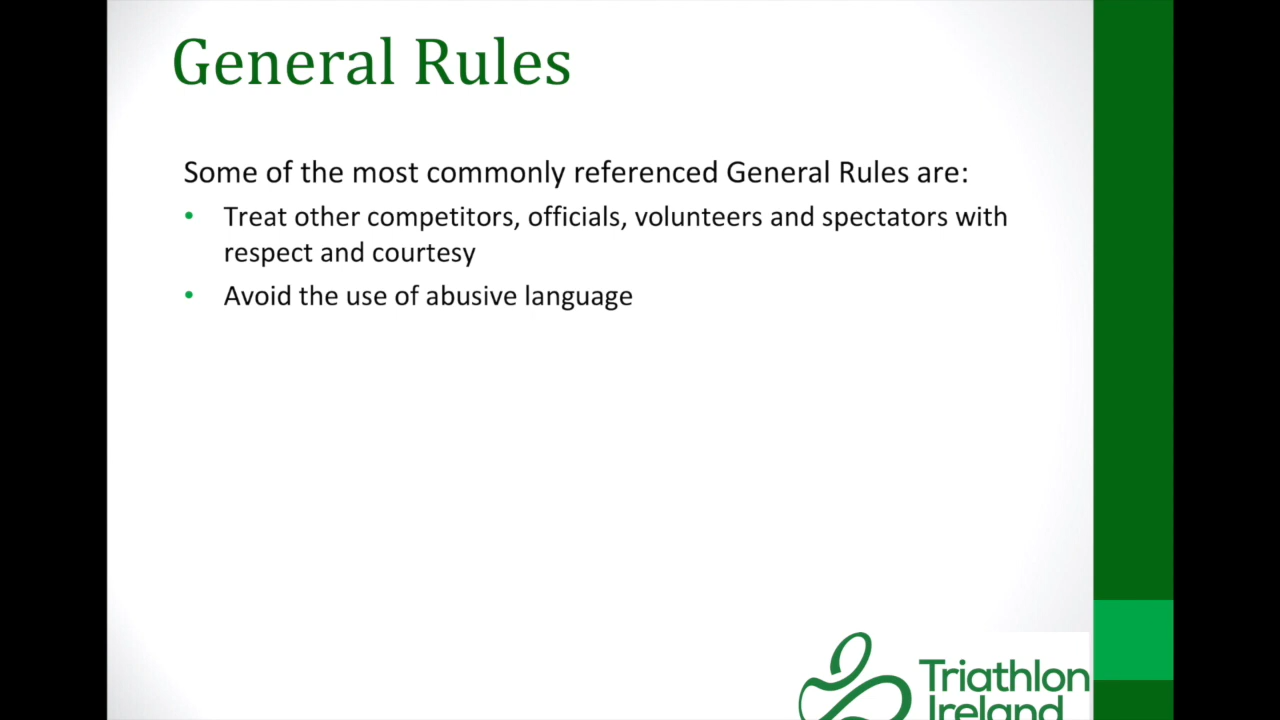 General Rules
Some of the most commonly referenced General Rules are:
• Treat other competitors, officials, volunteers and spectators with
respect and courtesy
• Avoid the use of abusive language
Triathlon
Ireland